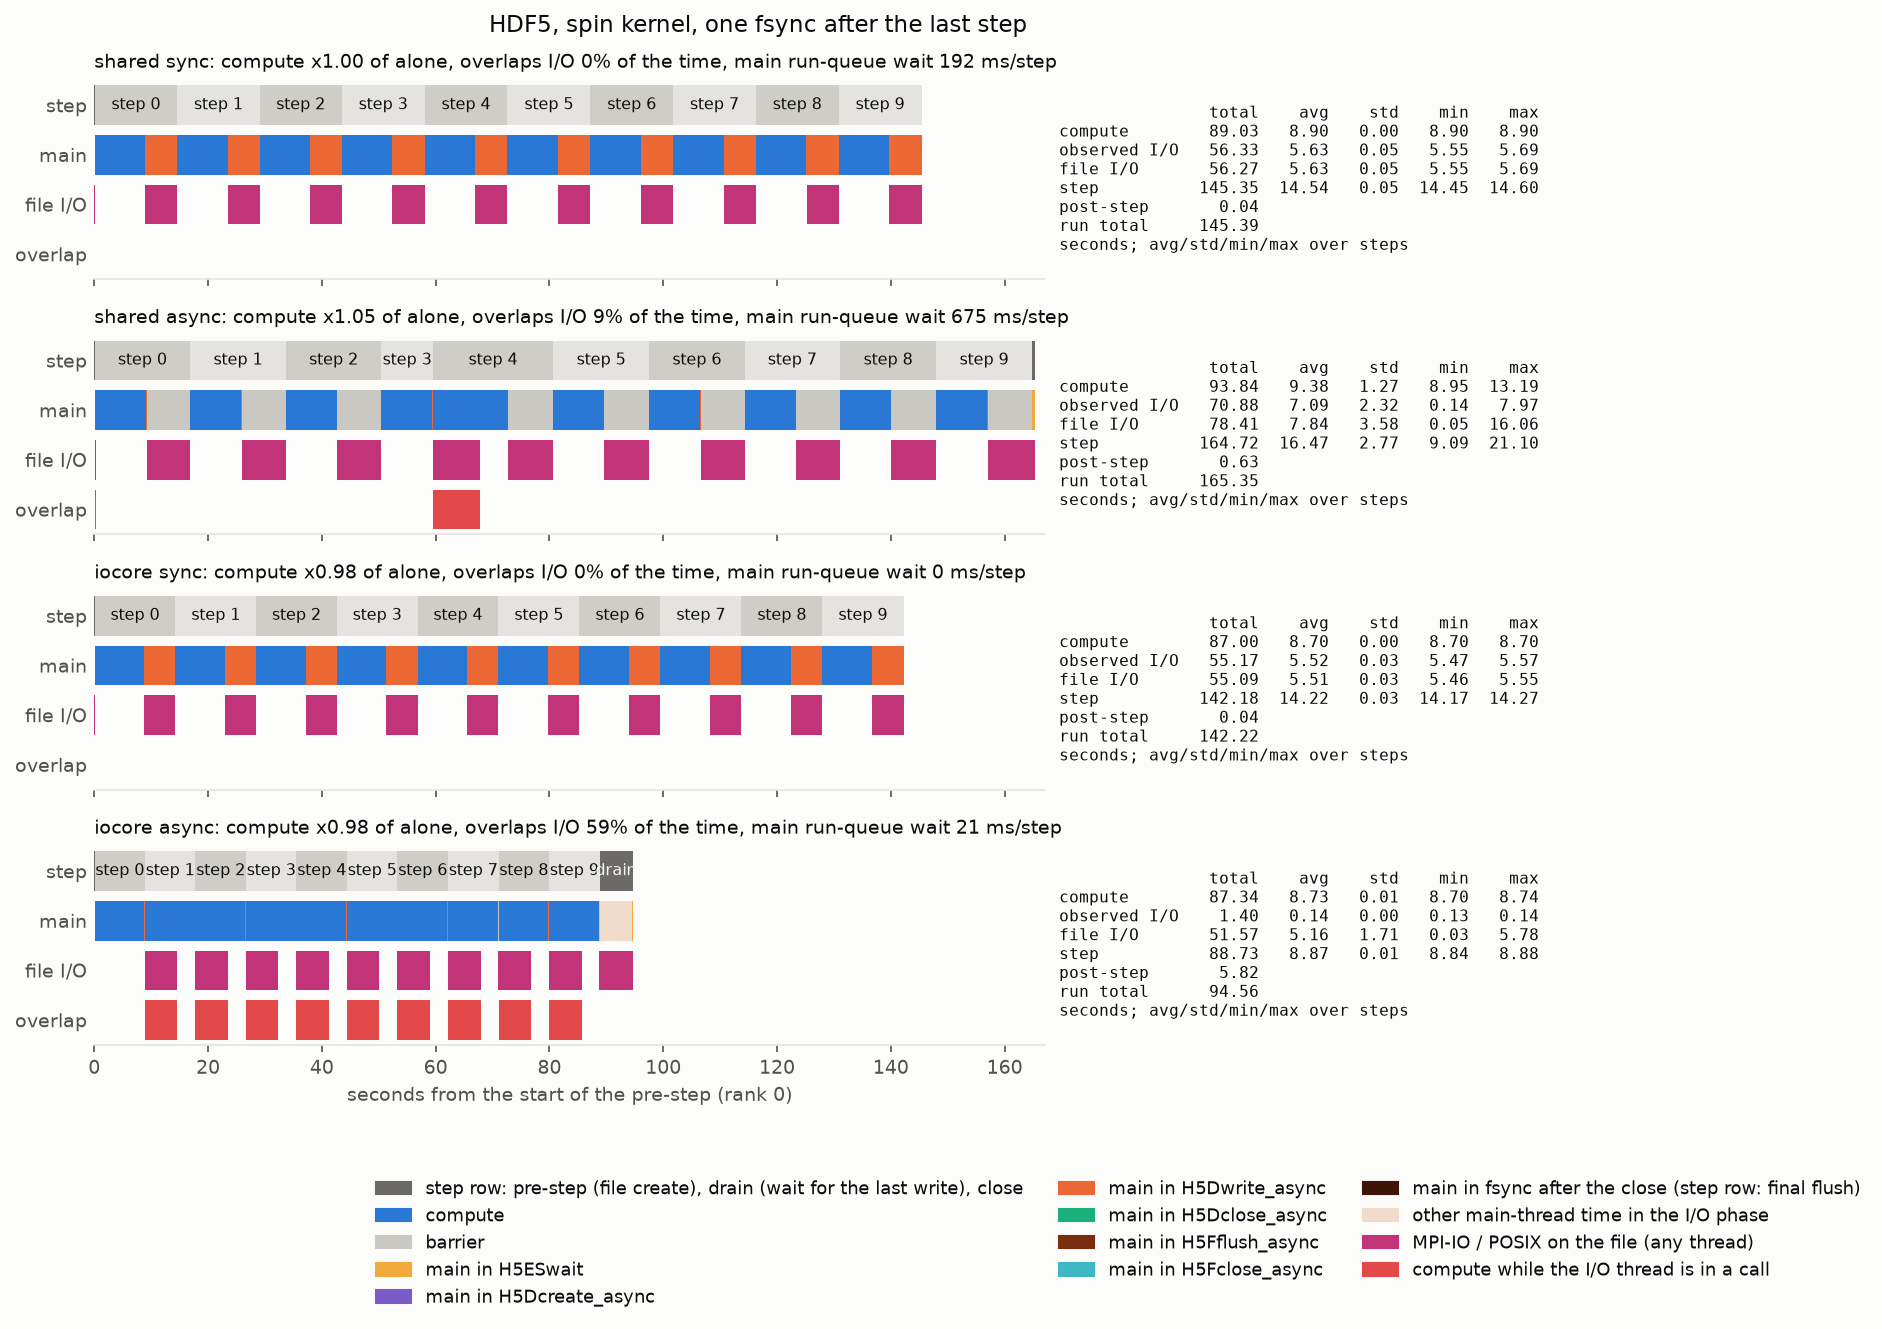 HDF5, spin kernel, one fsync after the last step
shared sync: compute x1.00 of alone, overlaps I/O 0% of the time, main run-queue wait 192 ms/step
step
step 0 step 1 step 2 step 3 step 4 step 5 step 6 step 7 step 8 step 9
main
file I/O
overlap
total avg std min max
compute 89.03 8.90 0.00 8.90 8.90
observed I/O 56.33 5.63 0.05 5.55 5.69
file I/O 56.27 5.63 0.05 5.55 5.69
step 145.35 14.54 0.05 14.45 14.60
post-step 0.04
run total 145.39
seconds; avg/std/min/max over steps
shared async: compute x1.05 of alone, overlaps I/O 9% of the time, main run-queue wait 675 ms/step
step
step 0 step 1 step 2 step 3 step 4 step 5 step 6 step 7 step 8 step 9
main
file I/O
overlap
total avg std min max
compute 93.84 9.38 1.27 8.95 13.19
observed I/O 70.88 7.09 2.32 0.14 7.97
file I/O 78.41 7.84 3.58 0.05 16.06
step 164.72 16.47 2.77 9.09 21.10
post-step 0.63
run total 165.35
seconds; avg/std/min/max over steps
iocore sync: compute x0.98 of alone, overlaps I/O 0% of the time, main run-queue wait 0 ms/step
step
step 0 step 1 step 2 step 3 step 4 step 5 step 6 step 7 step 8 step 9
main
file I/O
overlap
total avg std min max
compute 87.00 8.70 0.00 8.70 8.70
observed I/O 55.17 5.52 0.03 5.47 5.57
file I/O 55.09 5.51 0.03 5.46 5.55
step 142.18 14.22 0.03 14.17 14.27
post-step 0.04
run total 142.22
seconds; avg/std/min/max over steps
iocore async: compute x0.98 of alone, overlaps I/O 59% of the time, main run-queue wait 21 ms/step
step
step 0 step 1 step 2 step 3 step 4 step 5 step 6 step 7 step 8 step 9 drain
main
file I/O
overlap
total avg std min max
compute 87.34 8.73 0.01 8.70 8.74
observed I/O 1.40 0.14 0.00 0.13 0.14
file I/O 51.57 5.16 1.71 0.03 5.78
step 88.73 8.87 0.01 8.84 8.88
post-step 5.82
run total 94.56
seconds; avg/std/min/max over steps
0 20 40 60 80 100 120 140 160
seconds from the start of the pre-step (rank 0)
step row: pre-step (file create), drain (wait for the last write), close
compute
barrier
main in H5ESwait
main in H5Dcreate_async
main in H5Dwrite_async
main in H5Dclose_async
main in H5Fflush_async
main in H5Fclose_async
main in fsync after the close (step row: final flush)
other main-thread time in the I/O phase
MPI-IO / POSIX on the file (any thread)
compute while the I/O thread is in a call